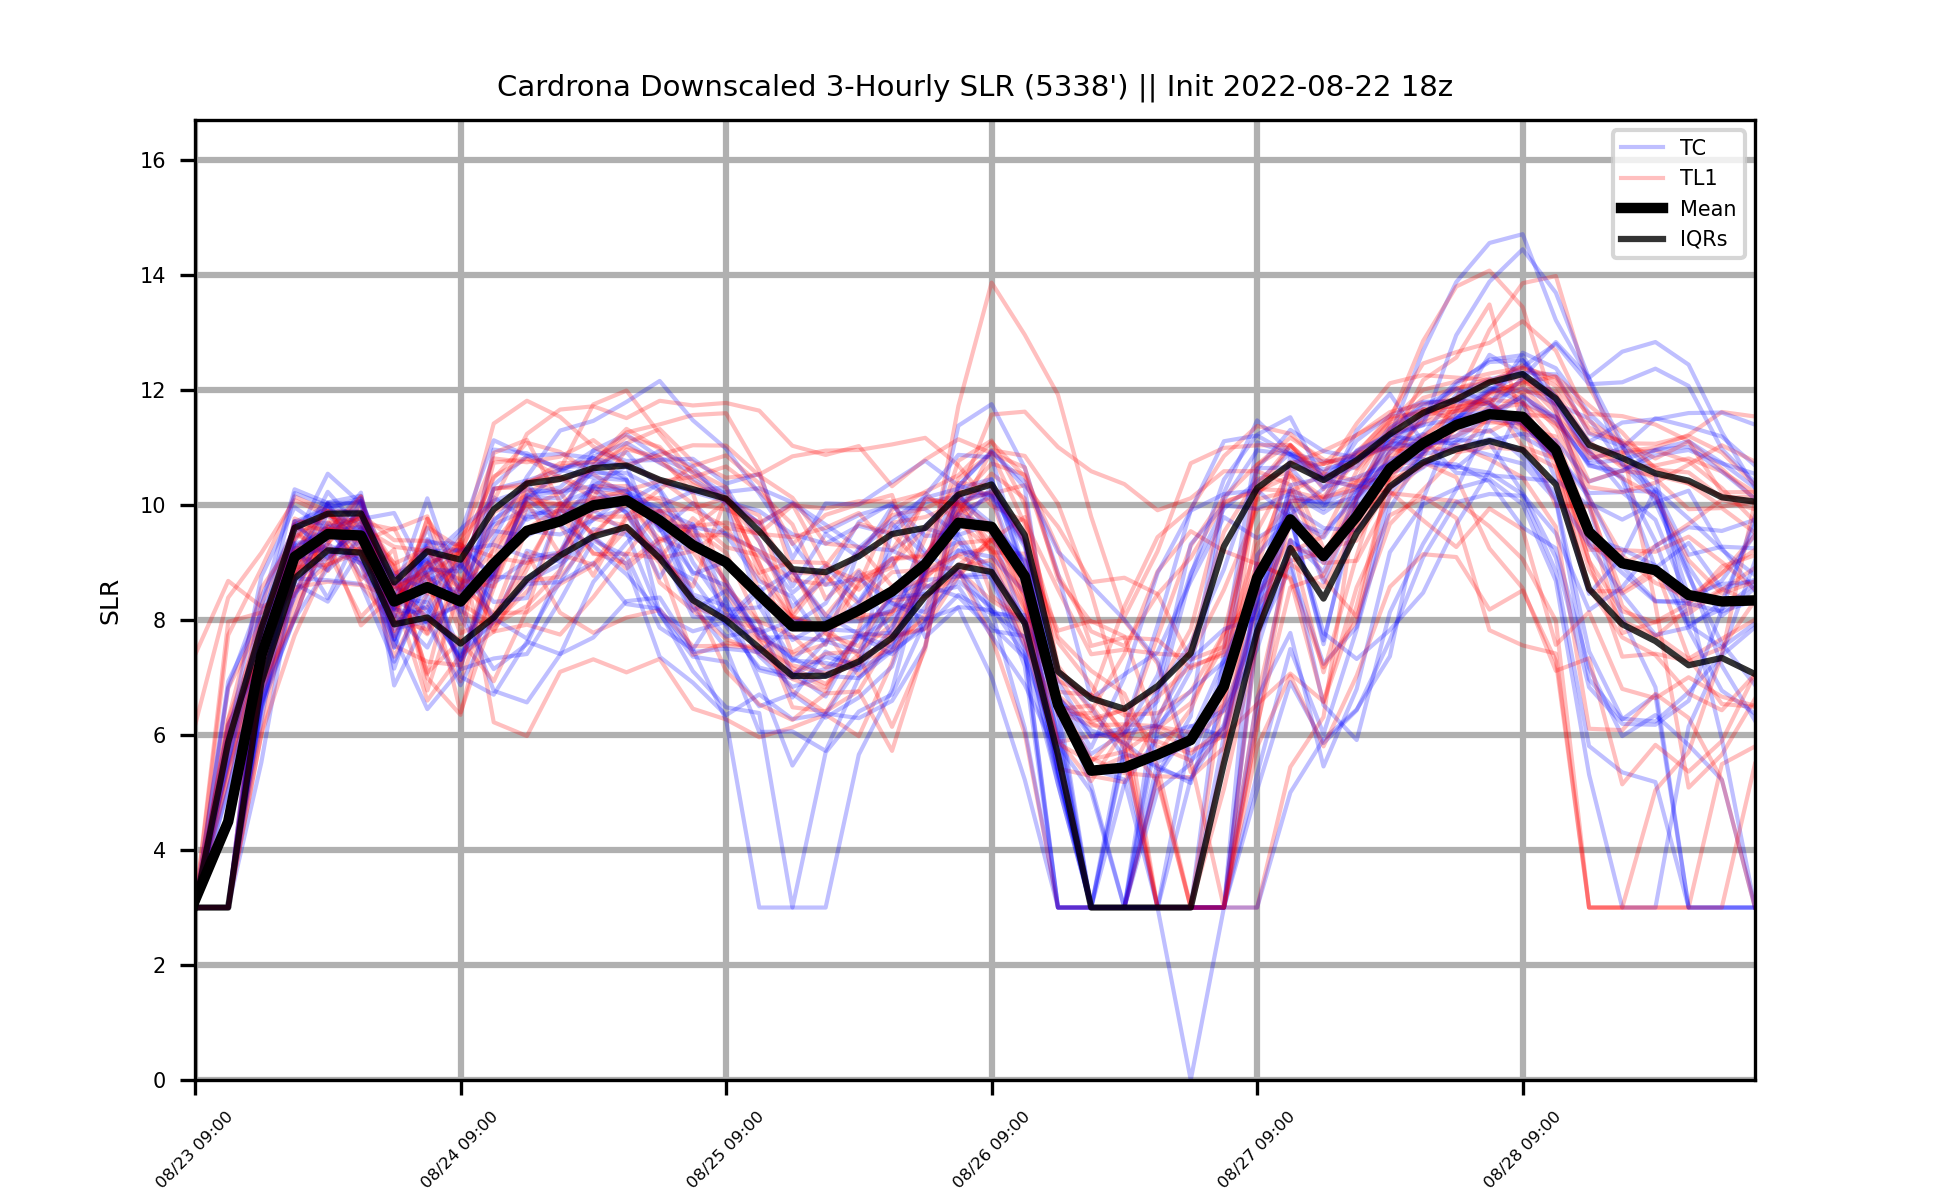 Cardrona Downscaled 3-Hourly SLR (5338') || Init 2022-08-22 18z
TC
TL1
Mean
IQRs
SLR
16
14
12
10
8
6
4
2
0
08/23 09:00
08/24 09:00
08/25 09:00
08/26 09:00
08/27 09:00
08/28 09:00